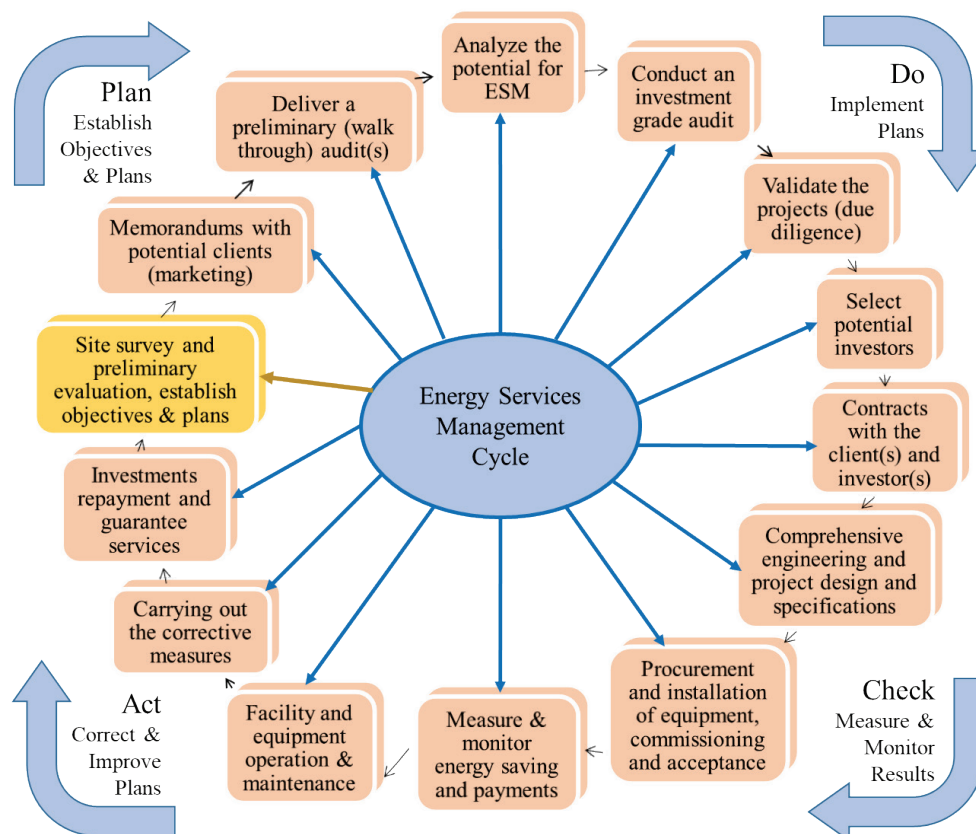 Plan
Establish
Objectives
& Plans
Do
Implement
Plans
Check
Measure &
Monitor
Results
Act
Correct &
Improve
Plans
Energy Services
Management
Cycle
Site survey and
preliminary
evaluation, establish
objectives & plans
Memorandums with
potential clients
(marketing)
Deliver a
preliminary (walk
through) audit(s)
Analyze the
potential for
ESM
Conduct an
investment
grade audit
Validate the
projects (due
diligence)
Select
potential
investors
Contracts
with the
client(s) and
investor(s)
Comprehensive
engineering and
project design and
specifications
Procurement
and installation
of equipment,
commissioning
and acceptance
Measure &
monitor
energy saving
and payments
Facility and
equipment
operation &
maintenance
Carrying out
the corrective
measures
Investments
repayment and
guarantee
services